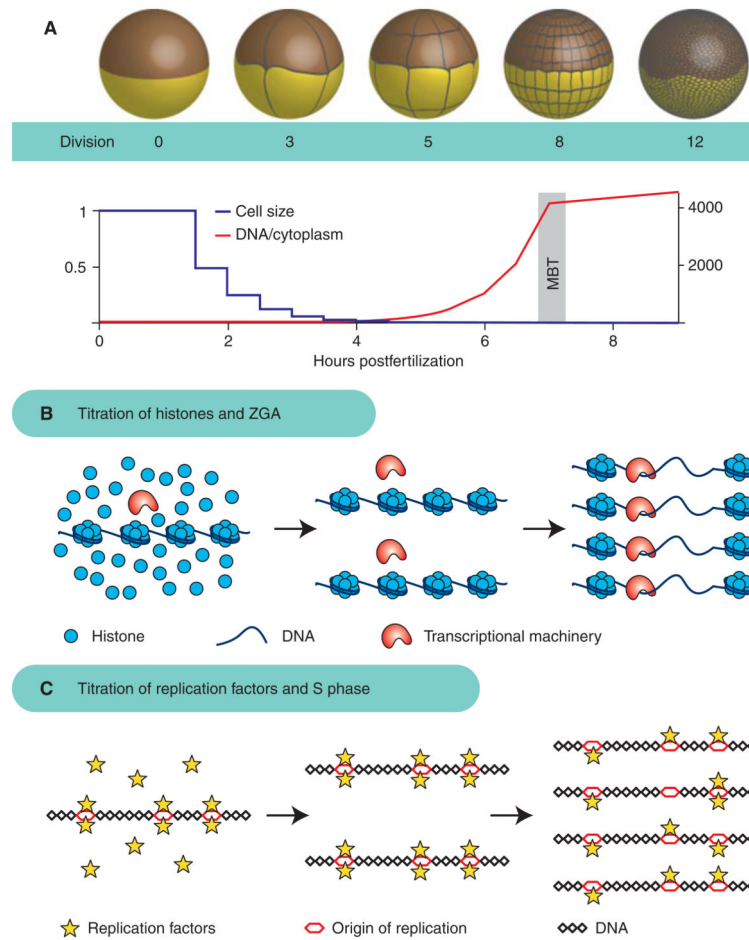 A
Division 0 3 5 8 12
1
0.5
Cell size
DNA/cytoplasm
MBT
4000
2000
0 2 4 6 8
Hours postfertilization
B Titration of histones and ZGA
Histone DNA Transcriptional machinery
C Titration of replication factors and S phase
Replication factors Origin of replication DNA